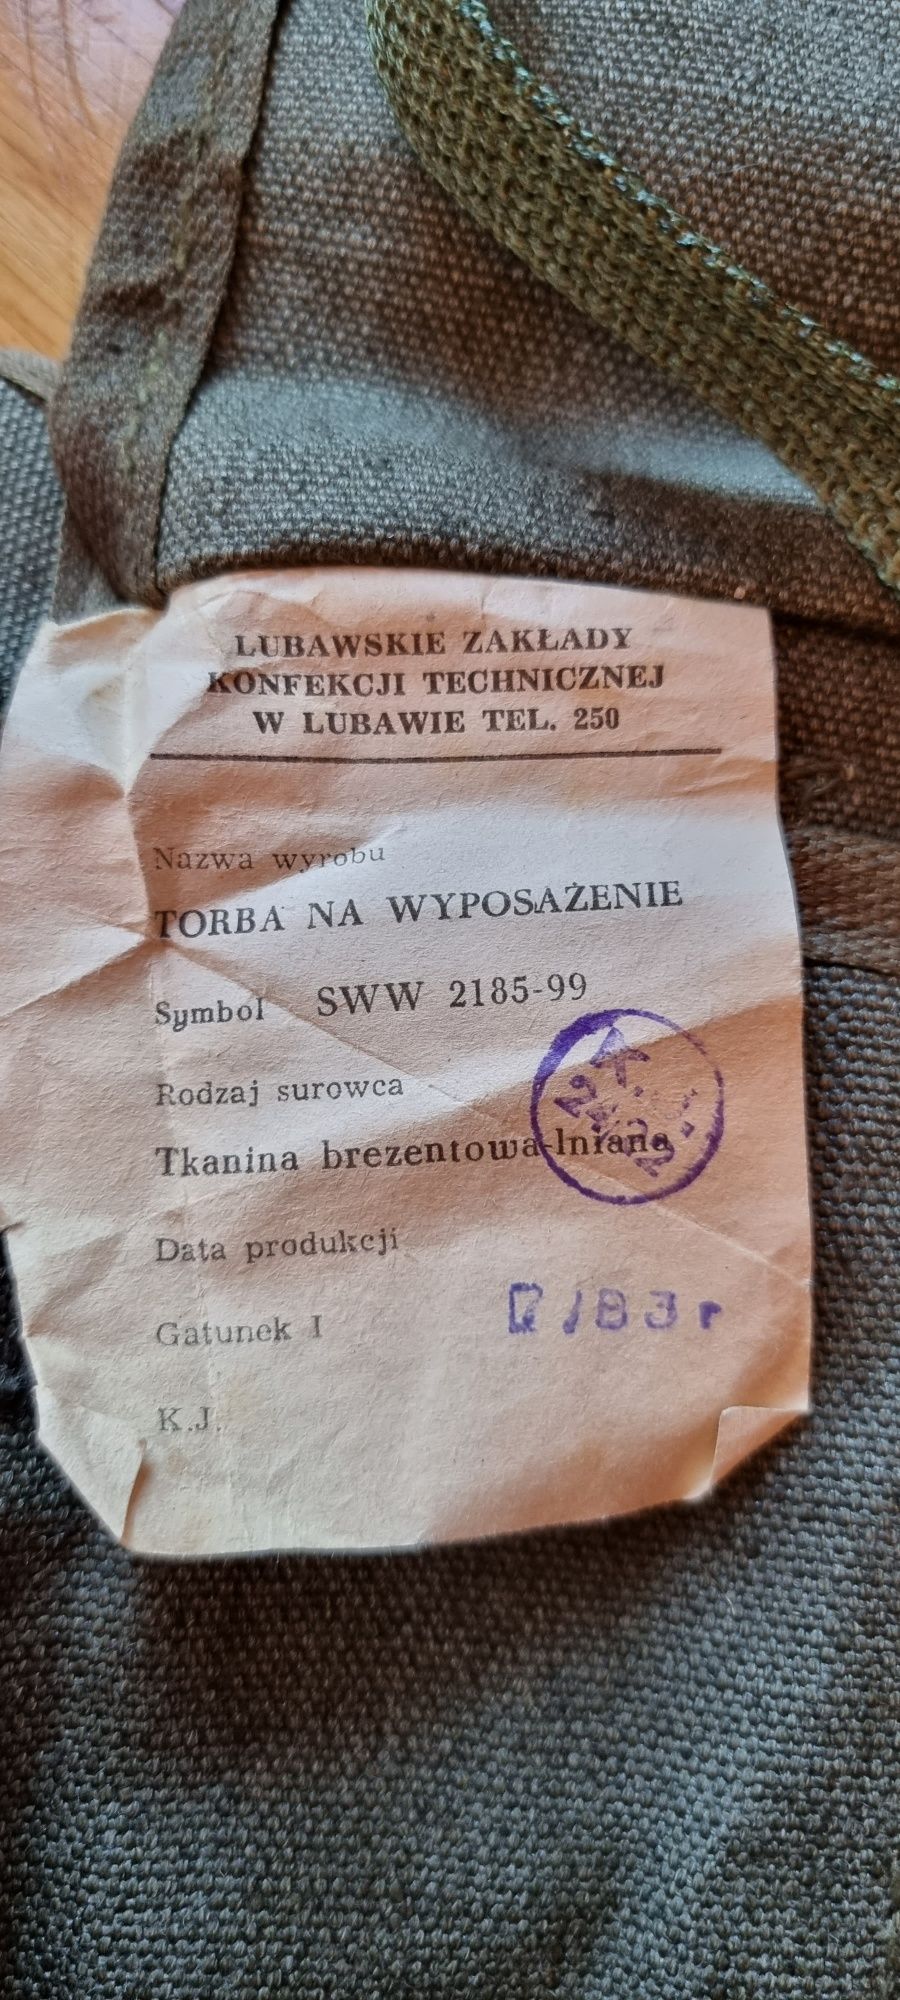 LUBAWSKIE ZAKŁADY
KONFEKCJI TECHNICZNEJ
W LUBAWIE TEL. 250
Nazwa wyrobu
TORBA NA WYPOSAŻENIE
Symbol SWW 2185-99
Rodzaj surowca
Tkanina brezentowa-lniana
Data produkcji
Gatunek I
K.J.